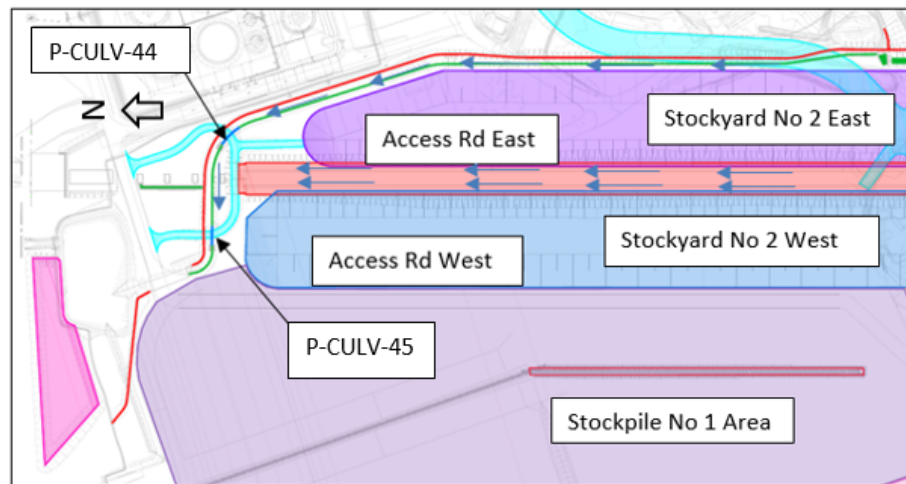 P-CULV-44
N
Access Rd East
Stockyard No 2 East
Access Rd West
Stockyard No 2 West
P-CULV-45
Stockpile No 1 Area